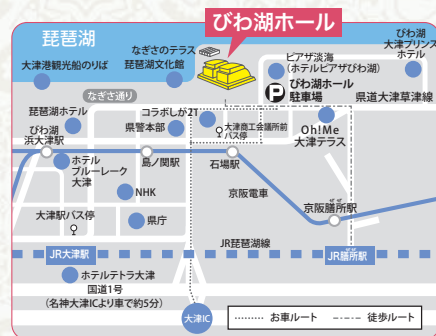 びわ湖ホール
琵琶湖
大津港観光船のりば
なぎさのテラス
琵琶湖文化館
ピアザ淡海
（ホテルピアザびわ湖）
びわ湖
大津プリンス
ホテル
P
びわ湖ホール
駐車場
県道大津草津線
なぎさ通り
琵琶湖ホテル
コラボしが21
県警本部
大津商工会議所前
バス停
Oh!Me
大津テラス
びわ湖
浜大津駅
島ノ関駅
石場駅
ホテル
ブルーレーク
大津
NHK
京阪電車
京阪膳所駅
ぜぜ
大津駅バス停
県庁
JR大津駅
JR琵琶湖線
JR膳所駅
ぜぜ
ホテルテトラ大津
国道1号
（名神大津ICより車で約5分）
大津IC
お車ルート
徒歩ルート